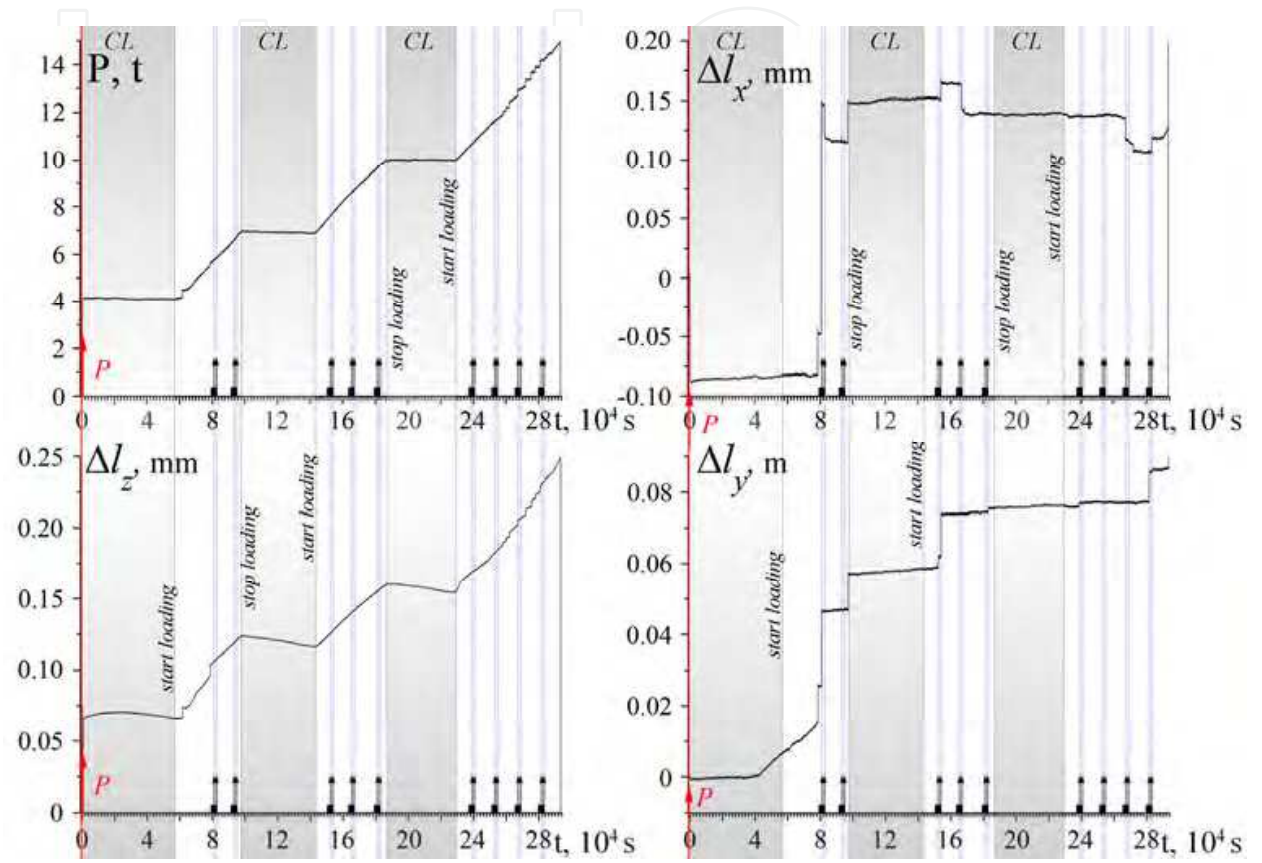 CL CL CL
P, t
14
12
10
8
6
4
2
0
P
start loading
stop loading
0 4 8 12 16 20 24 28 t, 10⁴ s
CL CL CL
Δlx, mm
0.20
0.15
0.10
0.05
0
-0.05
-0.10
start loading
stop loading
stop loading
P
0 4 8 12 16 20 24 28 t, 10⁴ s
Δlz, mm
0.25
0.20
0.15
0.10
0.05
0
start loading
stop loading
start loading
P
0 4 8 12 16 20 24 28 t, 10⁴ s
Δly, m
0.08
0.06
0.04
0.02
0
start loading
start loading
P
0 4 8 12 16 20 24 28 t, 10⁴ s